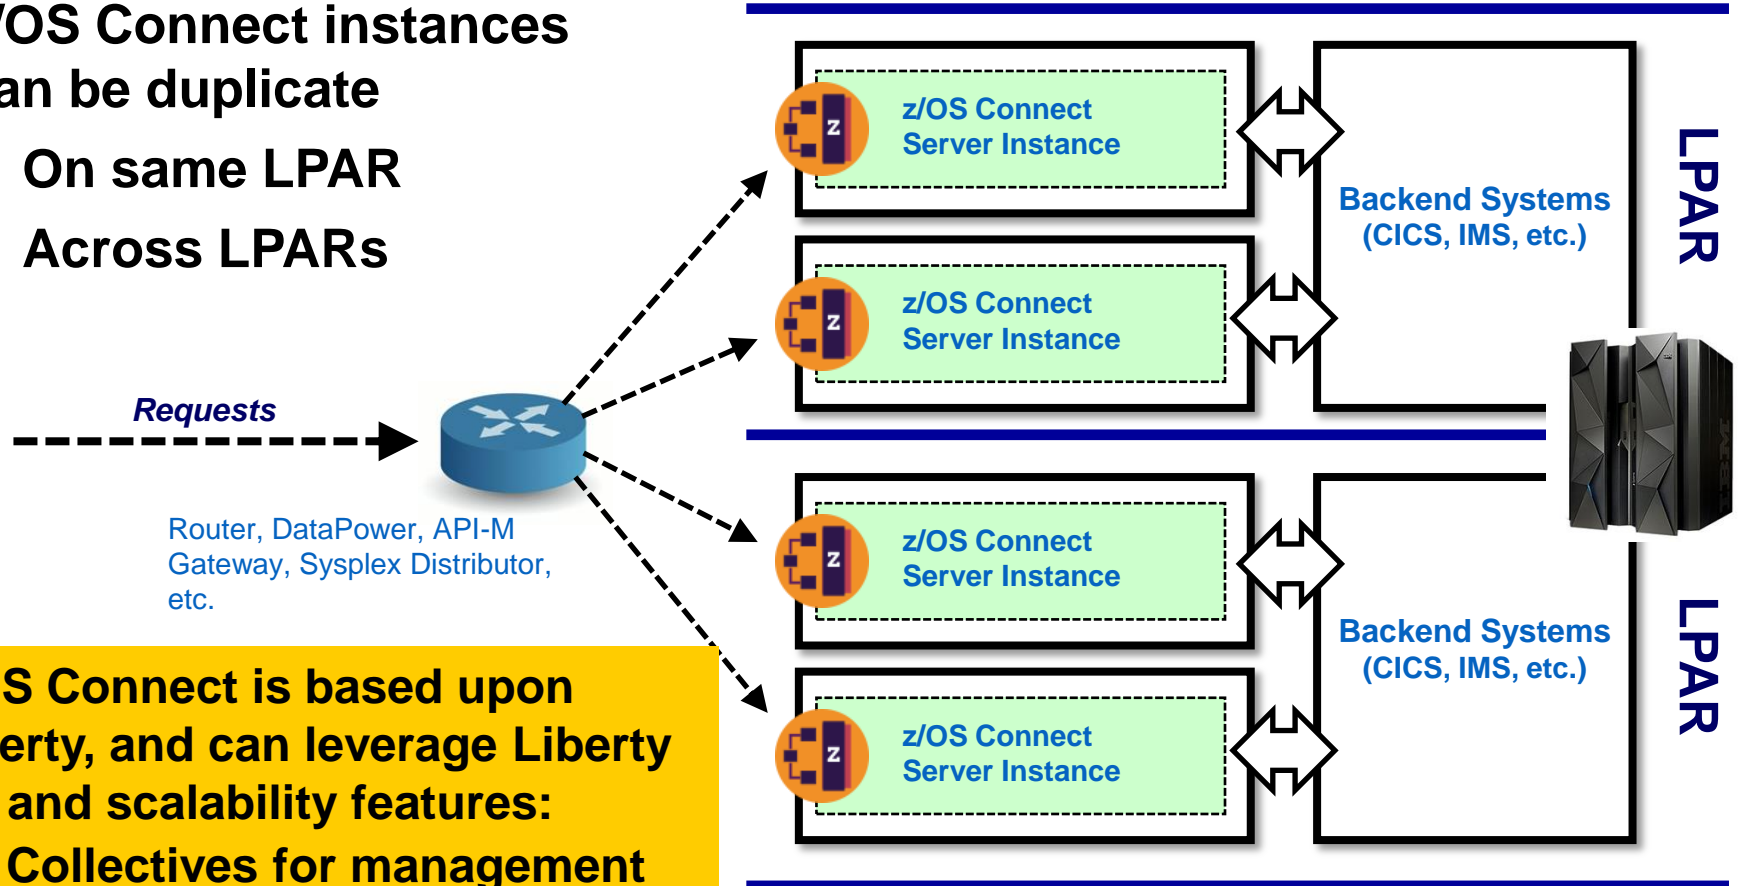 /OS Connect instances
an be duplicate
On same LPAR
Across LPARs
Requests
Router, DataPower, API-M
Gateway, Sysplex Distributor,
etc.
S Connect is based upon
erty, and can leverage Liberty
and scalability features:
Collectives for management
z
z/OS Connect
Server Instance
z
z/OS Connect
Server Instance
Backend Systems
(CICS, IMS, etc.)
LPAR
z
z/OS Connect
Server Instance
z
z/OS Connect
Server Instance
Backend Systems
(CICS, IMS, etc.)
LPAR
IBM